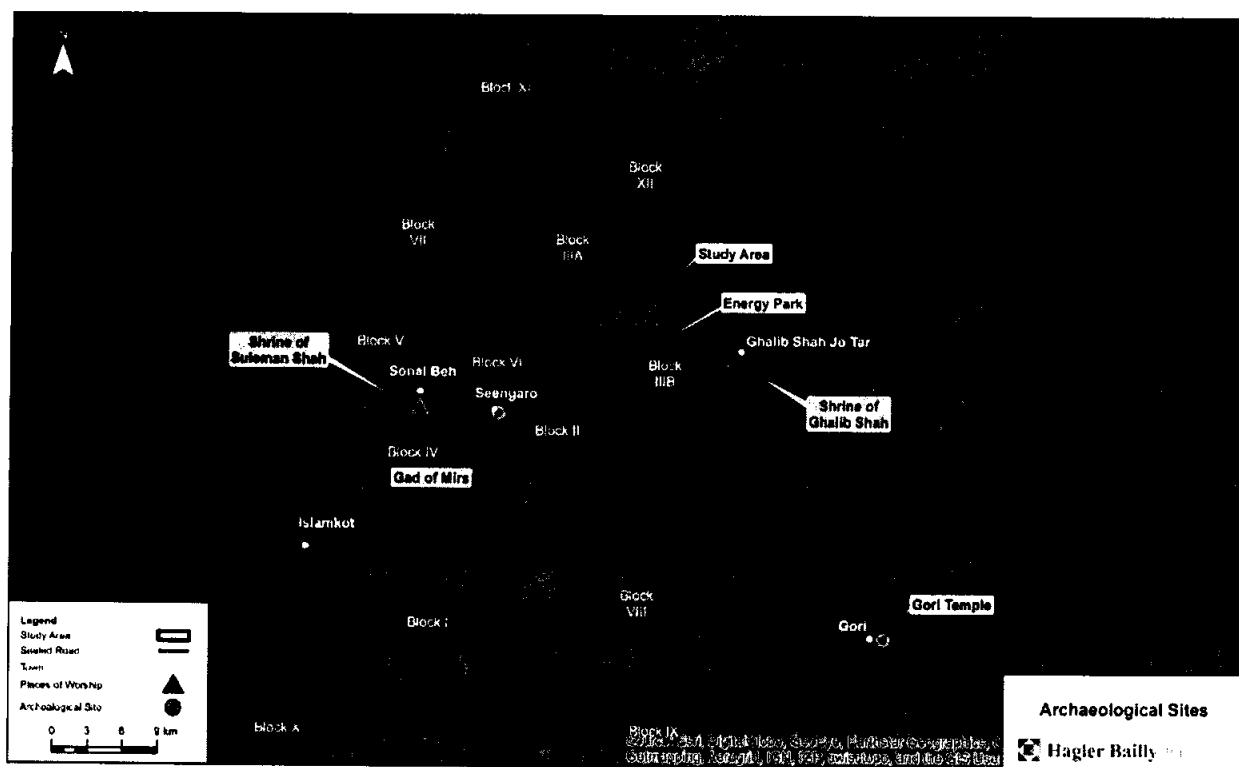 N
Block XI
Block
XII
Block
VII
Block
IIIA
Study Area
Energy Park
Ghalib Shah Jo Tar
Shrine of
Suleman Shah
Block V
Block VI
Block
IIIB
Sonal Beh
Seengaro
Shrine of
Ghalib Shah
Block II
Block IV
Gad of Mirs
Islamkot
Block
VIII
Gori Temple
Block I
Gori
Legend
Study Area
Sealed Road
Town
Places of Worship
Archealogical Site
0 3 6 9 km
Block X
Block IX
Archaeological Sites
Hagler Bailly